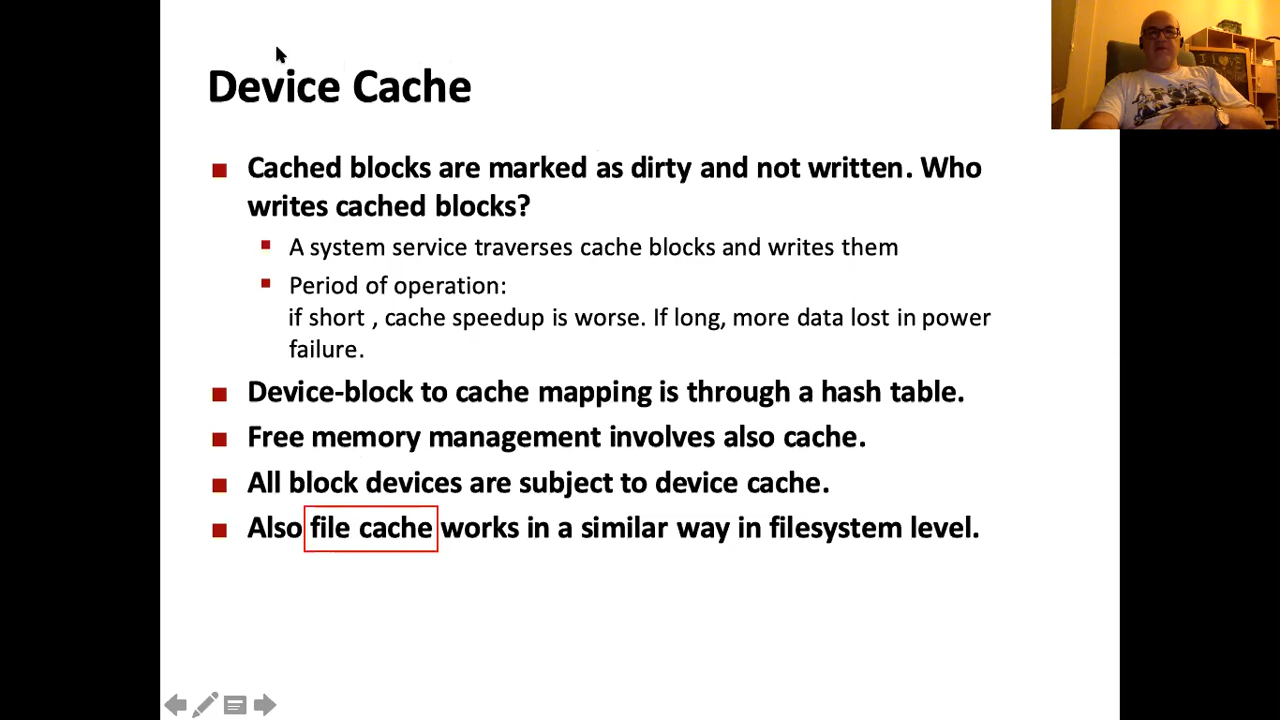 Device Cache
Cached blocks are marked as dirty and not written. Who
writes cached blocks?
A system service traverses cache blocks and writes them
Period of operation:
if short , cache speedup is worse. If long, more data lost in power
failure.
Device-block to cache mapping is through a hash table.
Free memory management involves also cache.
All block devices are subject to device cache.
Also file cache works in a similar way in filesystem level.